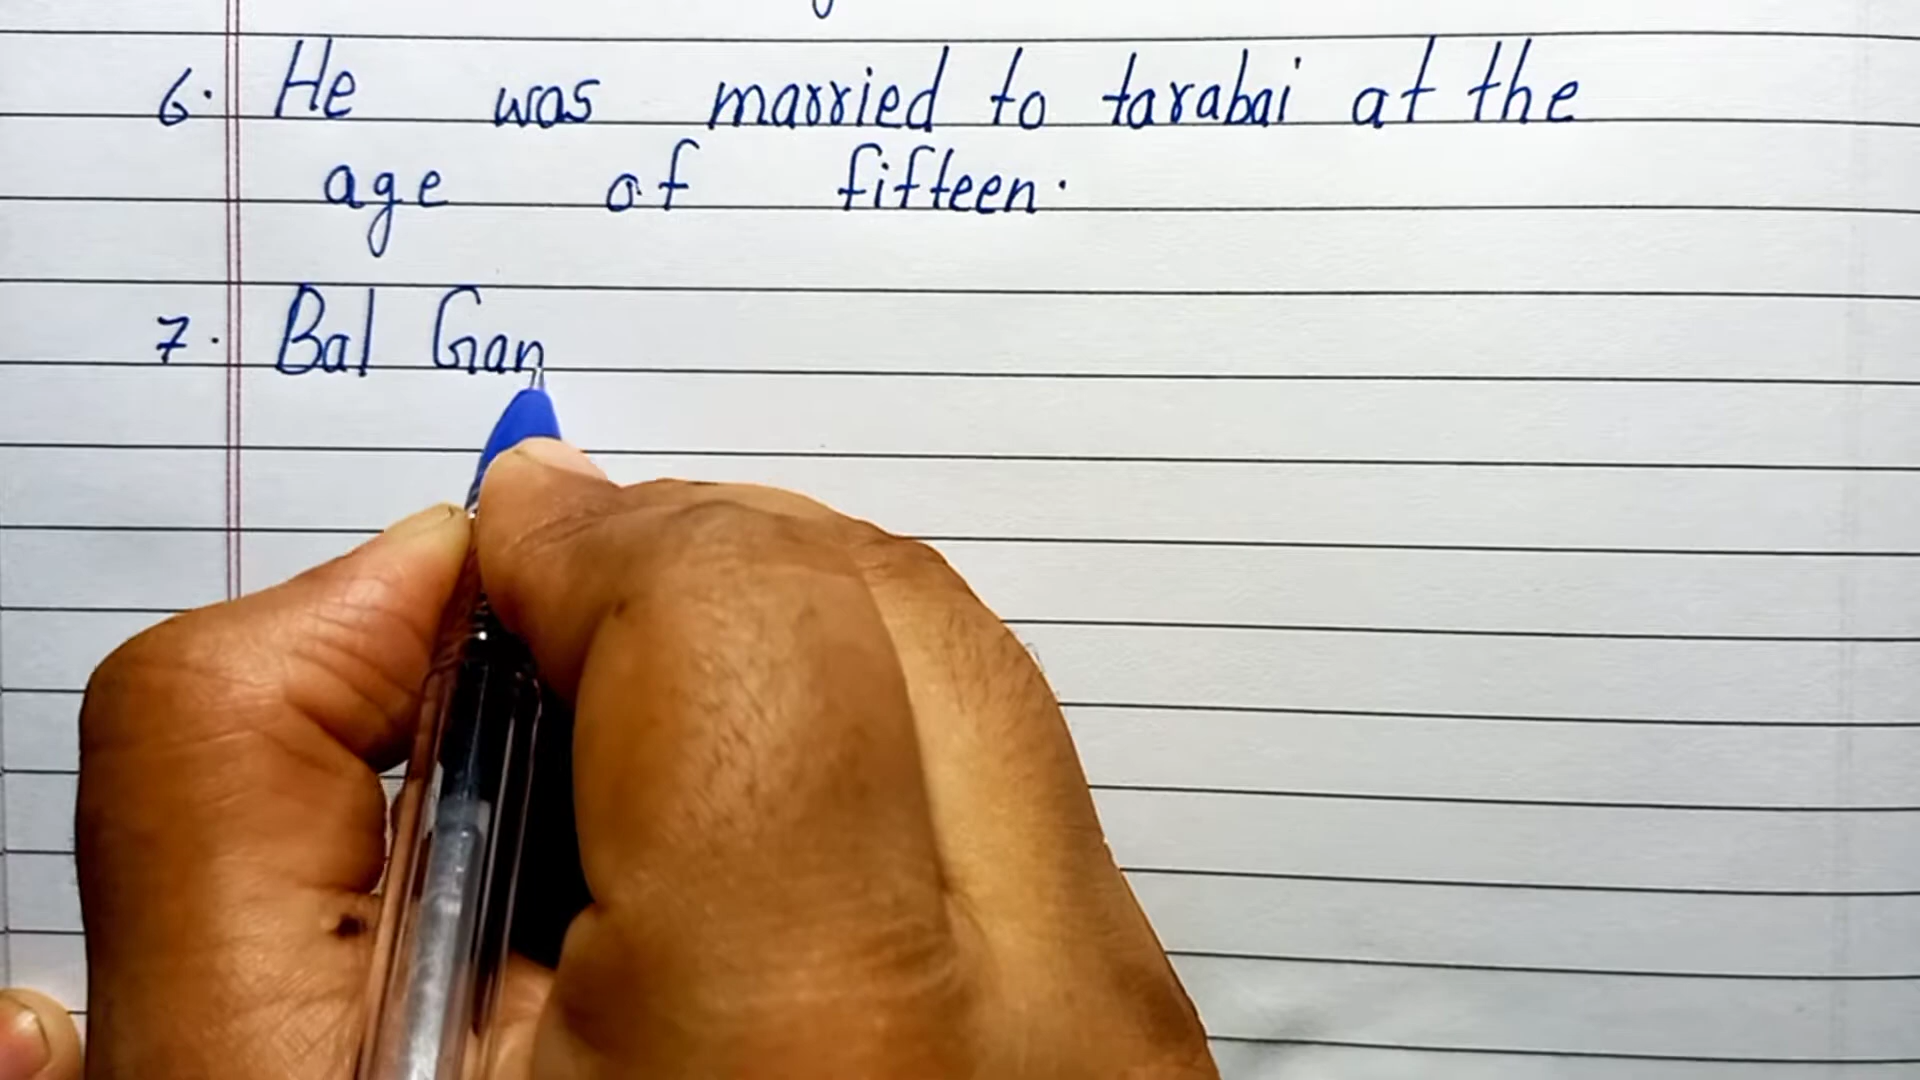 6. He was married to tarabai at the
age of fifteen.
7. Bal Gan